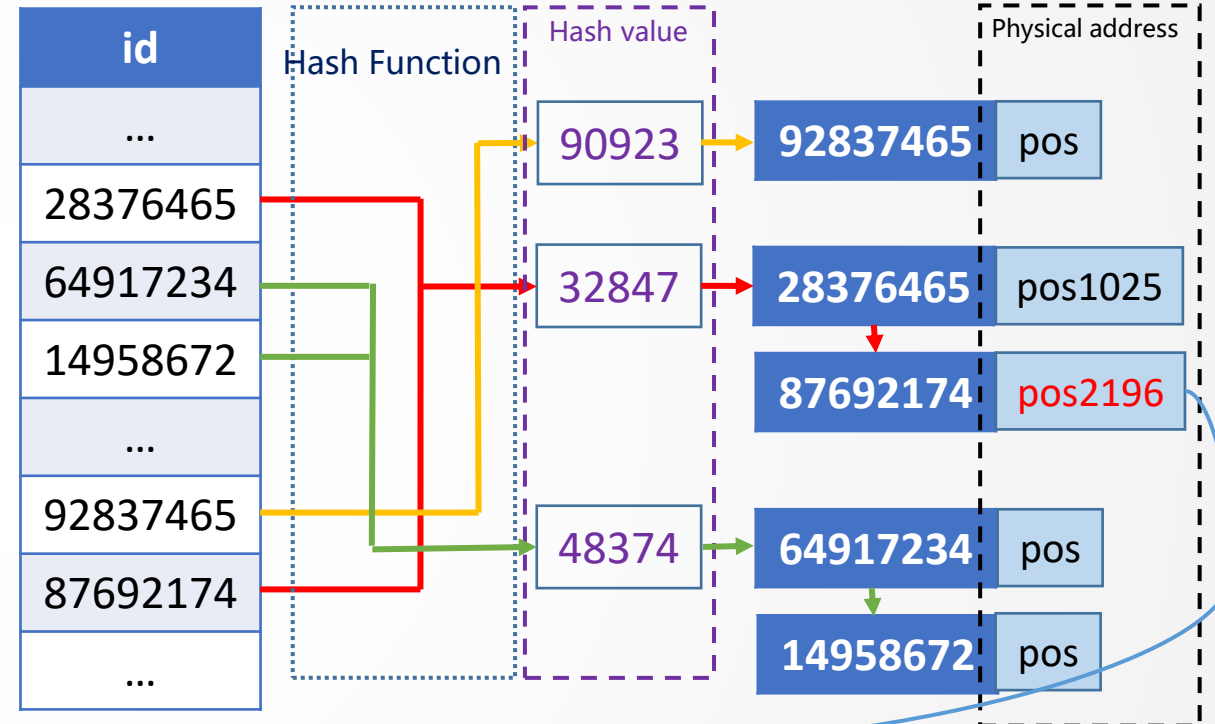 id
...
28376465
64917234
14958672
...
92837465
87692174
...
Hash Function
Hash value
90923
32847
48374
Physical address
92837465 pos
28376465 pos1025
87692174 pos2196
64917234 pos
14958672 pos